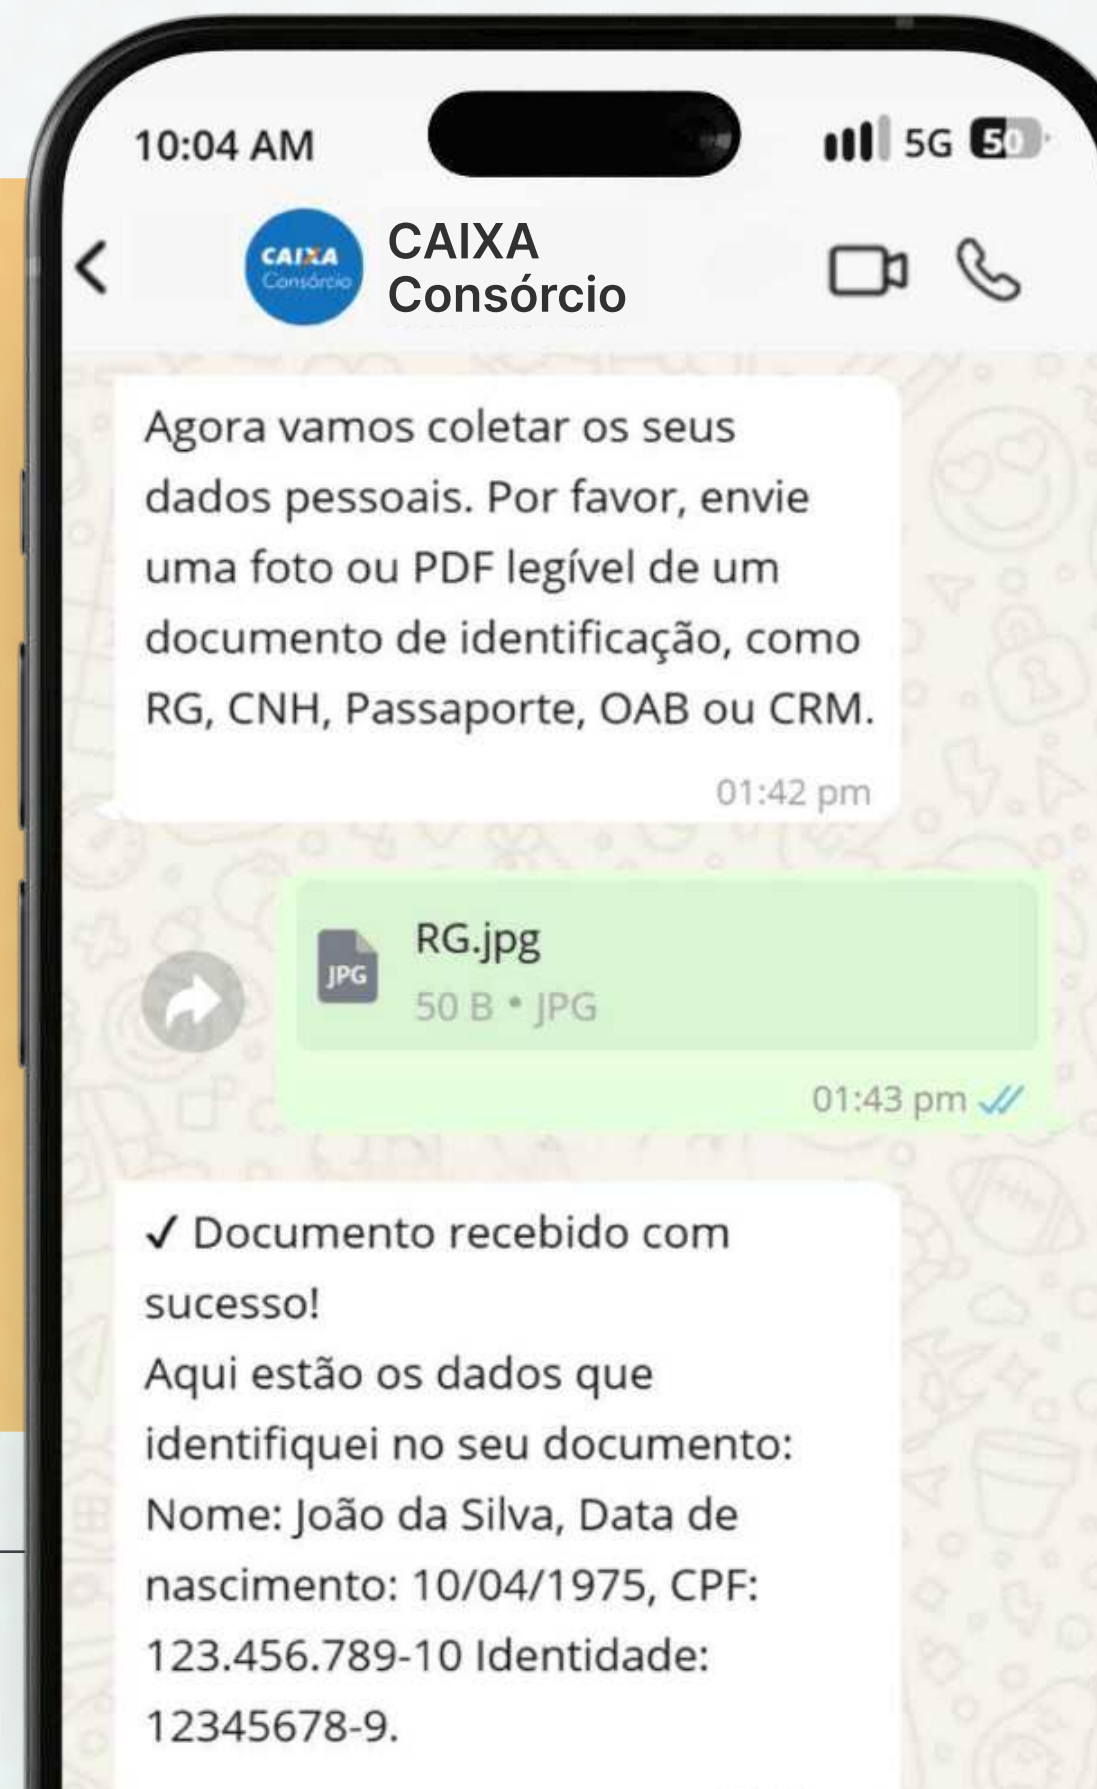 10:04 AM
5G 50
CAIXA
Consórcio
CAIXA
Consórcio
Agora vamos coletar os seus
dados pessoais. Por favor, envie
uma foto ou PDF legível de um
documento de identificação, como
RG, CNH, Passaporte, OAB ou CRM.
01:42 pm
JPG
RG.jpg
50 B • JPG
01:43 pm
✓ Documento recebido com
sucesso!
Aqui estão os dados que
identifiquei no seu documento:
Nome: João da Silva, Data de
nascimento: 10/04/1975, CPF:
123.456.789-10 Identidade:
12345678-9.